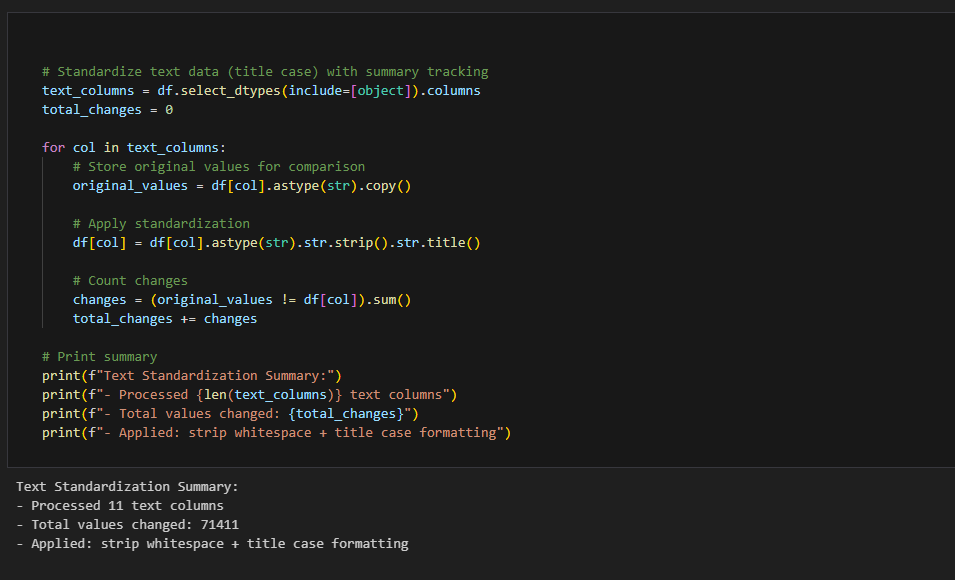 # Standardize text data (title case) with summary tracking
text_columns = df.select_dtypes(include=[object]).columns
total_changes = 0
for col in text_columns:
# Store original values for comparison
original_values = df[col].astype(str).copy()
# Apply standardization
df[col] = df[col].astype(str).str.strip().str.title()
# Count changes
changes = (original_values != df[col]).sum()
total_changes += changes
# Print summary
print(f"Text Standardization Summary:")
print(f"- Processed {len(text_columns)} text columns")
print(f"- Total values changed: {total_changes}")
print(f"- Applied: strip whitespace + title case formatting")
Text Standardization Summary:
- Processed 11 text columns
- Total values changed: 71411
- Applied: strip whitespace + title case formatting